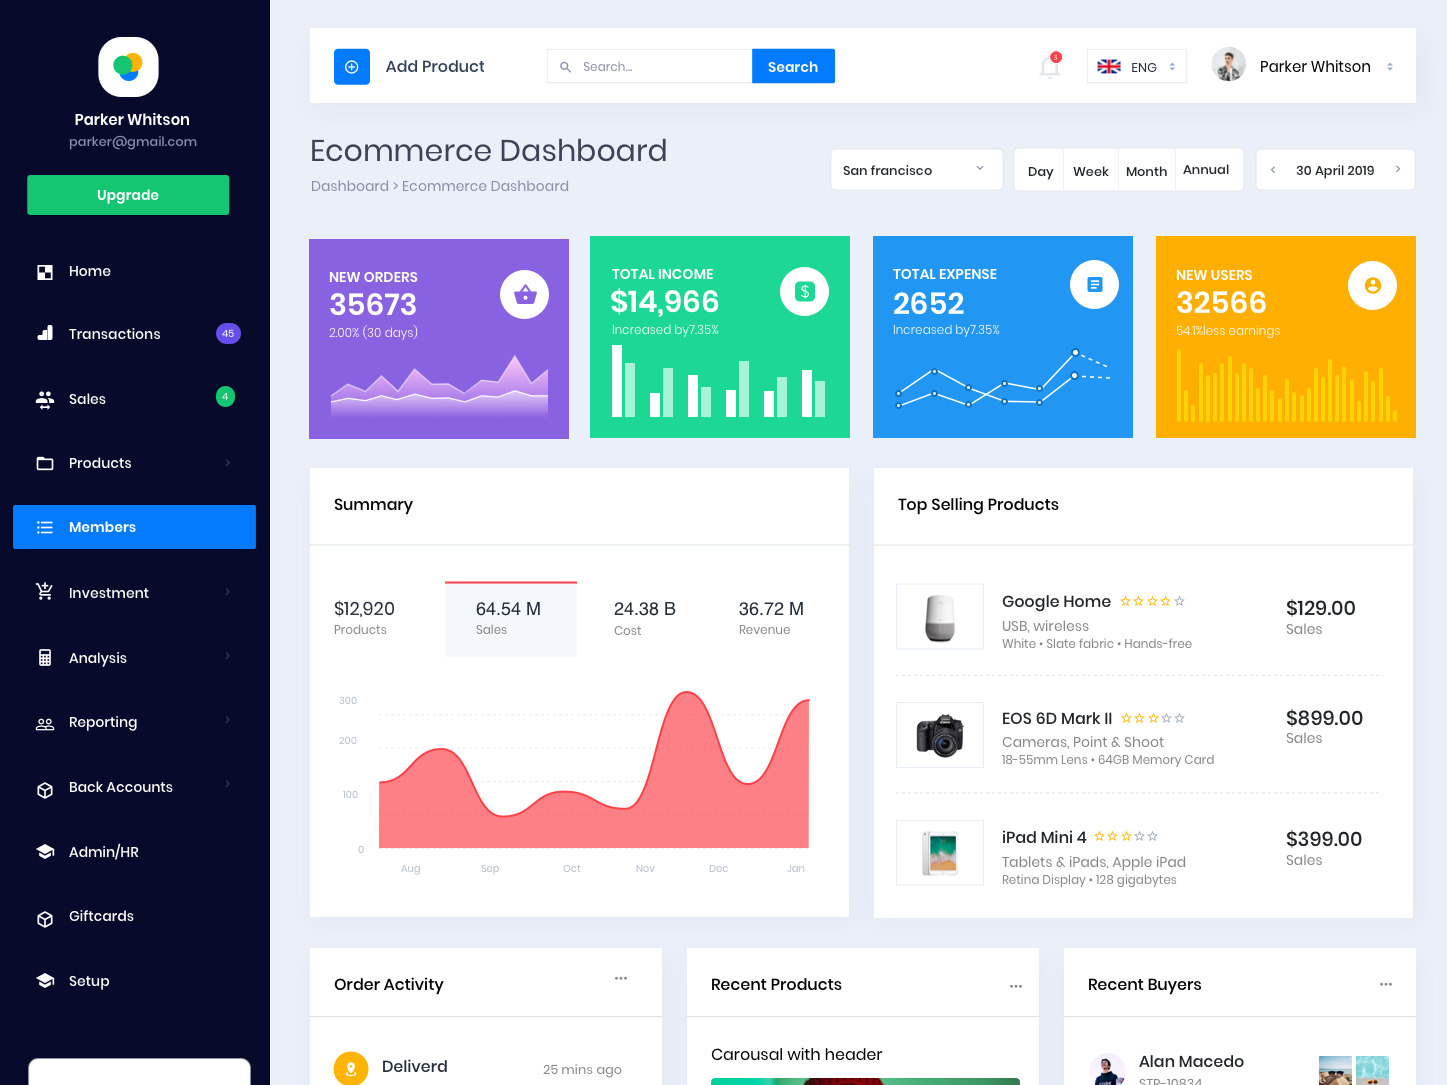 Parker Whitson
parker@gmail.com
Upgrade
Home
Transactions 45
Sales 4
Products
Members
Investment
Analysis
Reporting
Back Accounts
Admin/HR
Giftcards
Setup
Add Product
Search...
Search
3
ENG
Parker Whitson
Ecommerce Dashboard
Dashboard > Ecommerce Dashboard
San francisco
Day Week Month Annual
30 April 2019
NEW ORDERS
35673
2.00% (30 days)
TOTAL INCOME
$14,966
Increased by7.35%
$
TOTAL EXPENSE
2652
Increased by7.35%
NEW USERS
32566
54.1%less earnings
Summary
$12,920
Products
64.54 M
Sales
24.38 B
Cost
36.72 M
Revenue
300
200
100
0
Aug Sep Oct Nov Dec Jan
Top Selling Products
Google Home
USB, wireless
White • Slate fabric • Hands-free
$129.00
Sales
EOS 6D Mark II
Cameras, Point & Shoot
18-55mm Lens • 64GB Memory Card
$899.00
Sales
iPad Mini 4
Tablets & iPads, Apple iPad
Retina Display • 128 gigabytes
$399.00
Sales
Order Activity
Deliverd
25 mins ago
Recent Products
Carousal with header
Recent Buyers
Alan Macedo
STR-10834